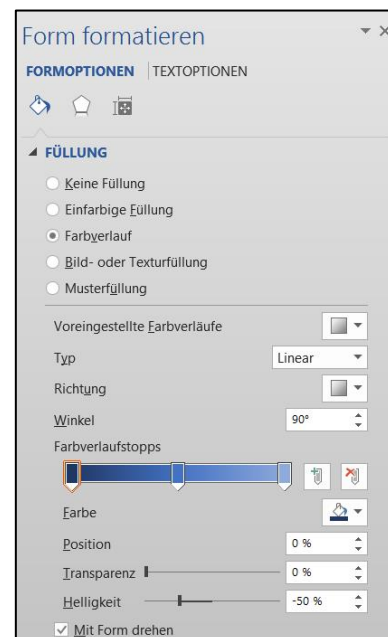 Form formatieren
FORMOPTIONEN TEXTOPTIONEN
FÜLLUNG
Keine Füllung
Einfarbige Füllung
Farbverlauf
Bild- oder Texturfüllung
Musterfüllung
Voreingestellte Farbverläufe
Typ Linear
Richtung
Winkel 90°
Farbverlaufstopps
Farbe
Position 0 %
Transparenz 0 %
Helligkeit -50 %
Mit Form drehen